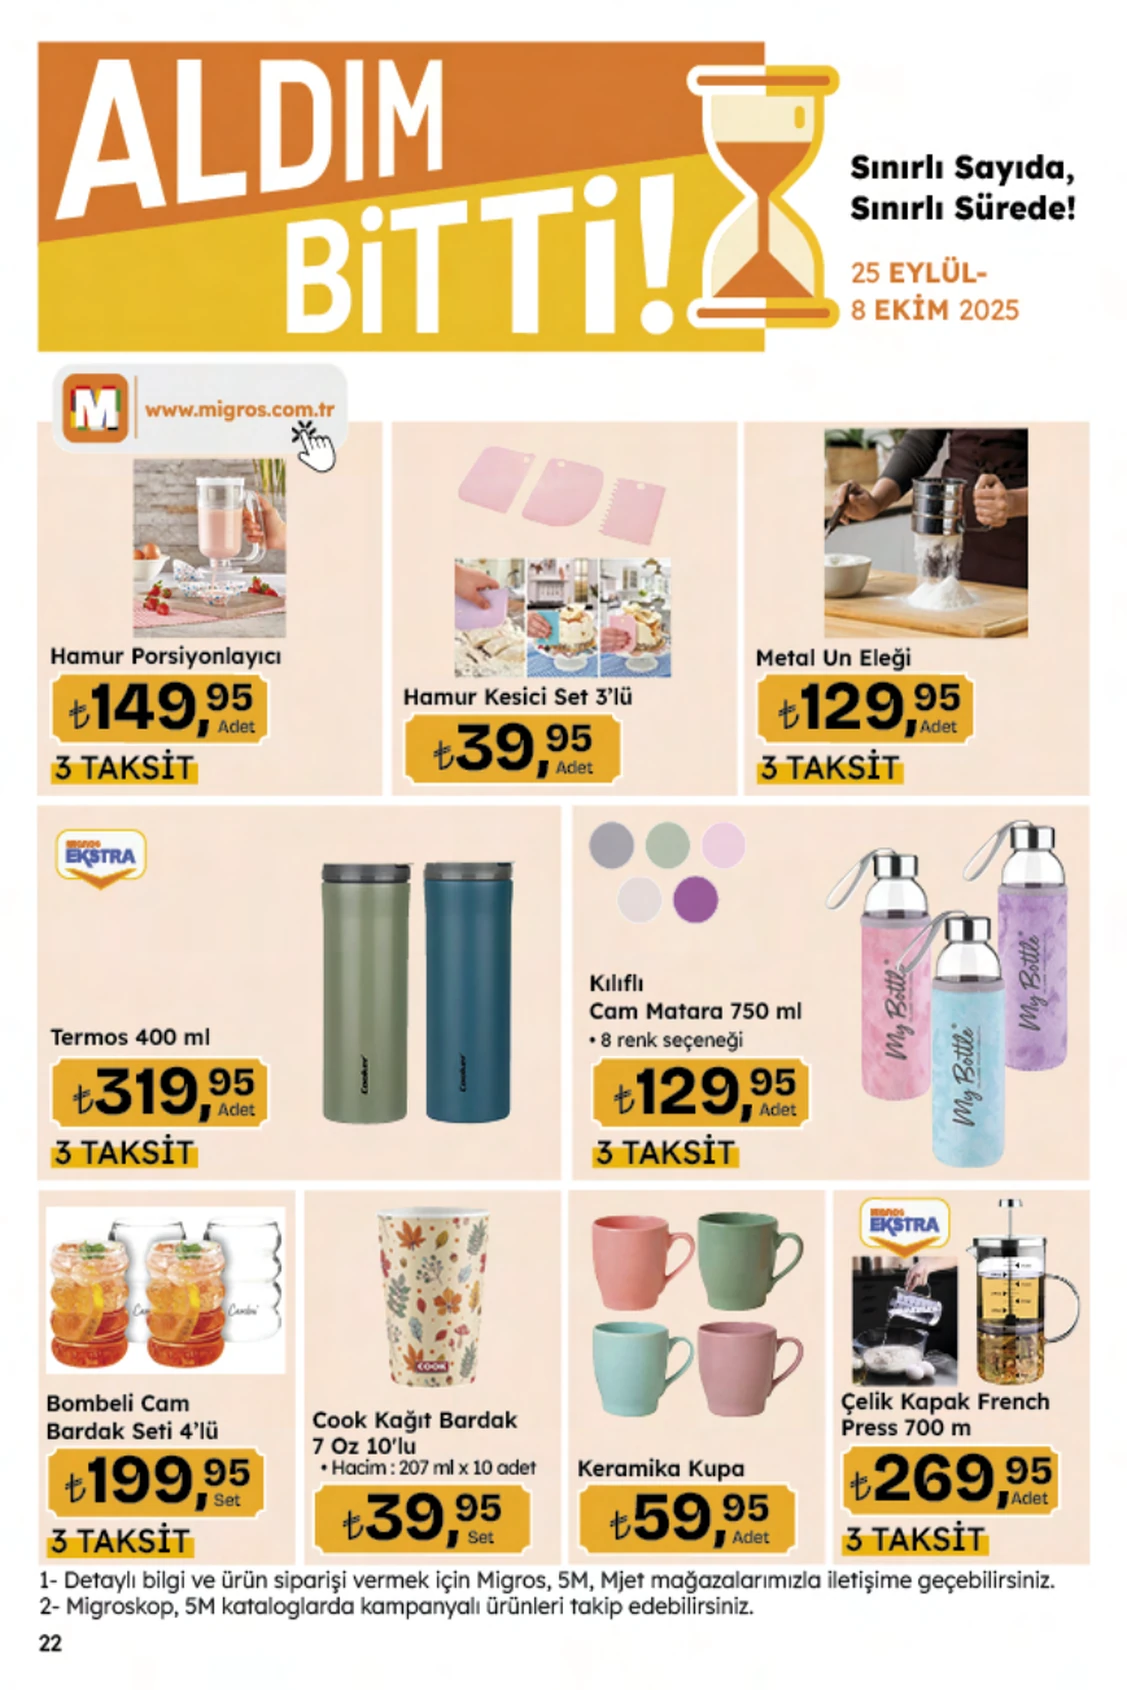 ALDIM
BİTTİ!
Sınırlı Sayıda,
Sınırlı Sürede!
25 EYLÜL-
8 EKİM 2025
M
www.migros.com.tr
Hamur Porsiyonlayıcı
₺149,95
Adet
3 TAKSİT
Hamur Kesici Set 3’lü
₺39,95
Adet
Metal Un Eleği
₺129,95
Adet
3 TAKSİT
MIGROS
EKSTRA
Cooker
Cooker
Termos 400 ml
₺319,95
Adet
3 TAKSİT
My Bottle
My Bottle
My Bottle
Kılıflı
Cam Matara 750 ml
• 8 renk seçeneği
₺129,95
Adet
3 TAKSİT
Bombeli Cam
Bardak Seti 4’lü
₺199,95
Set
3 TAKSİT
COOK
Cook Kağıt Bardak
7 Oz 10'lu
• Hacim : 207 ml x 10 adet
₺39,95
Set
Keramika Kupa
₺59,95
Adet
MIGROS
EKSTRA
Çelik Kapak French
Press 700 m
₺269,95
Adet
3 TAKSİT
1- Detaylı bilgi ve ürün siparişi vermek için Migros, 5M, Mjet mağazalarımızla iletişime geçebilirsiniz.
2- Migroskop, 5M kataloglarda kampanyalı ürünleri takip edebilirsiniz.
22